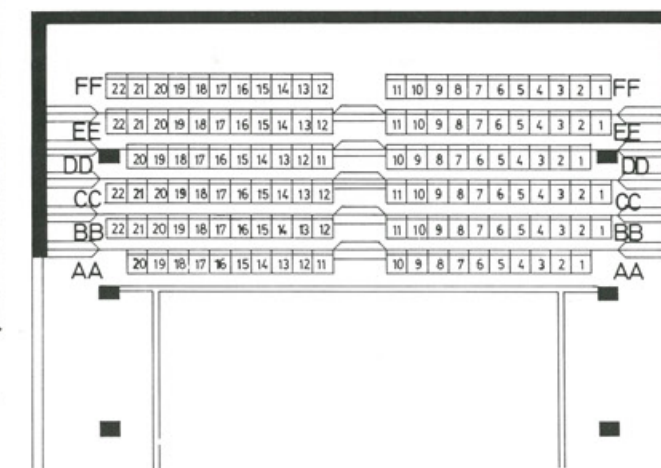 FF 22 21 20 19 18 17 16 15 14 13 12 11 10 9 8 7 6 5 4 3 2 1 FF
EE 22 21 20 19 18 17 16 15 14 13 12 11 10 9 8 7 6 5 4 3 2 1 EE
DD 20 19 18 17 16 15 14 13 12 11 10 9 8 7 6 5 4 3 2 1 DD
CC 22 21 20 19 18 17 16 15 14 13 12 11 10 9 8 7 6 5 4 3 2 1 CC
BB 22 21 20 19 18 17 16 15 14 13 12 11 10 9 8 7 6 5 4 3 2 1 BB
AA 20 19 18 17 16 15 14 13 12 11 10 9 8 7 6 5 4 3 2 1 AA